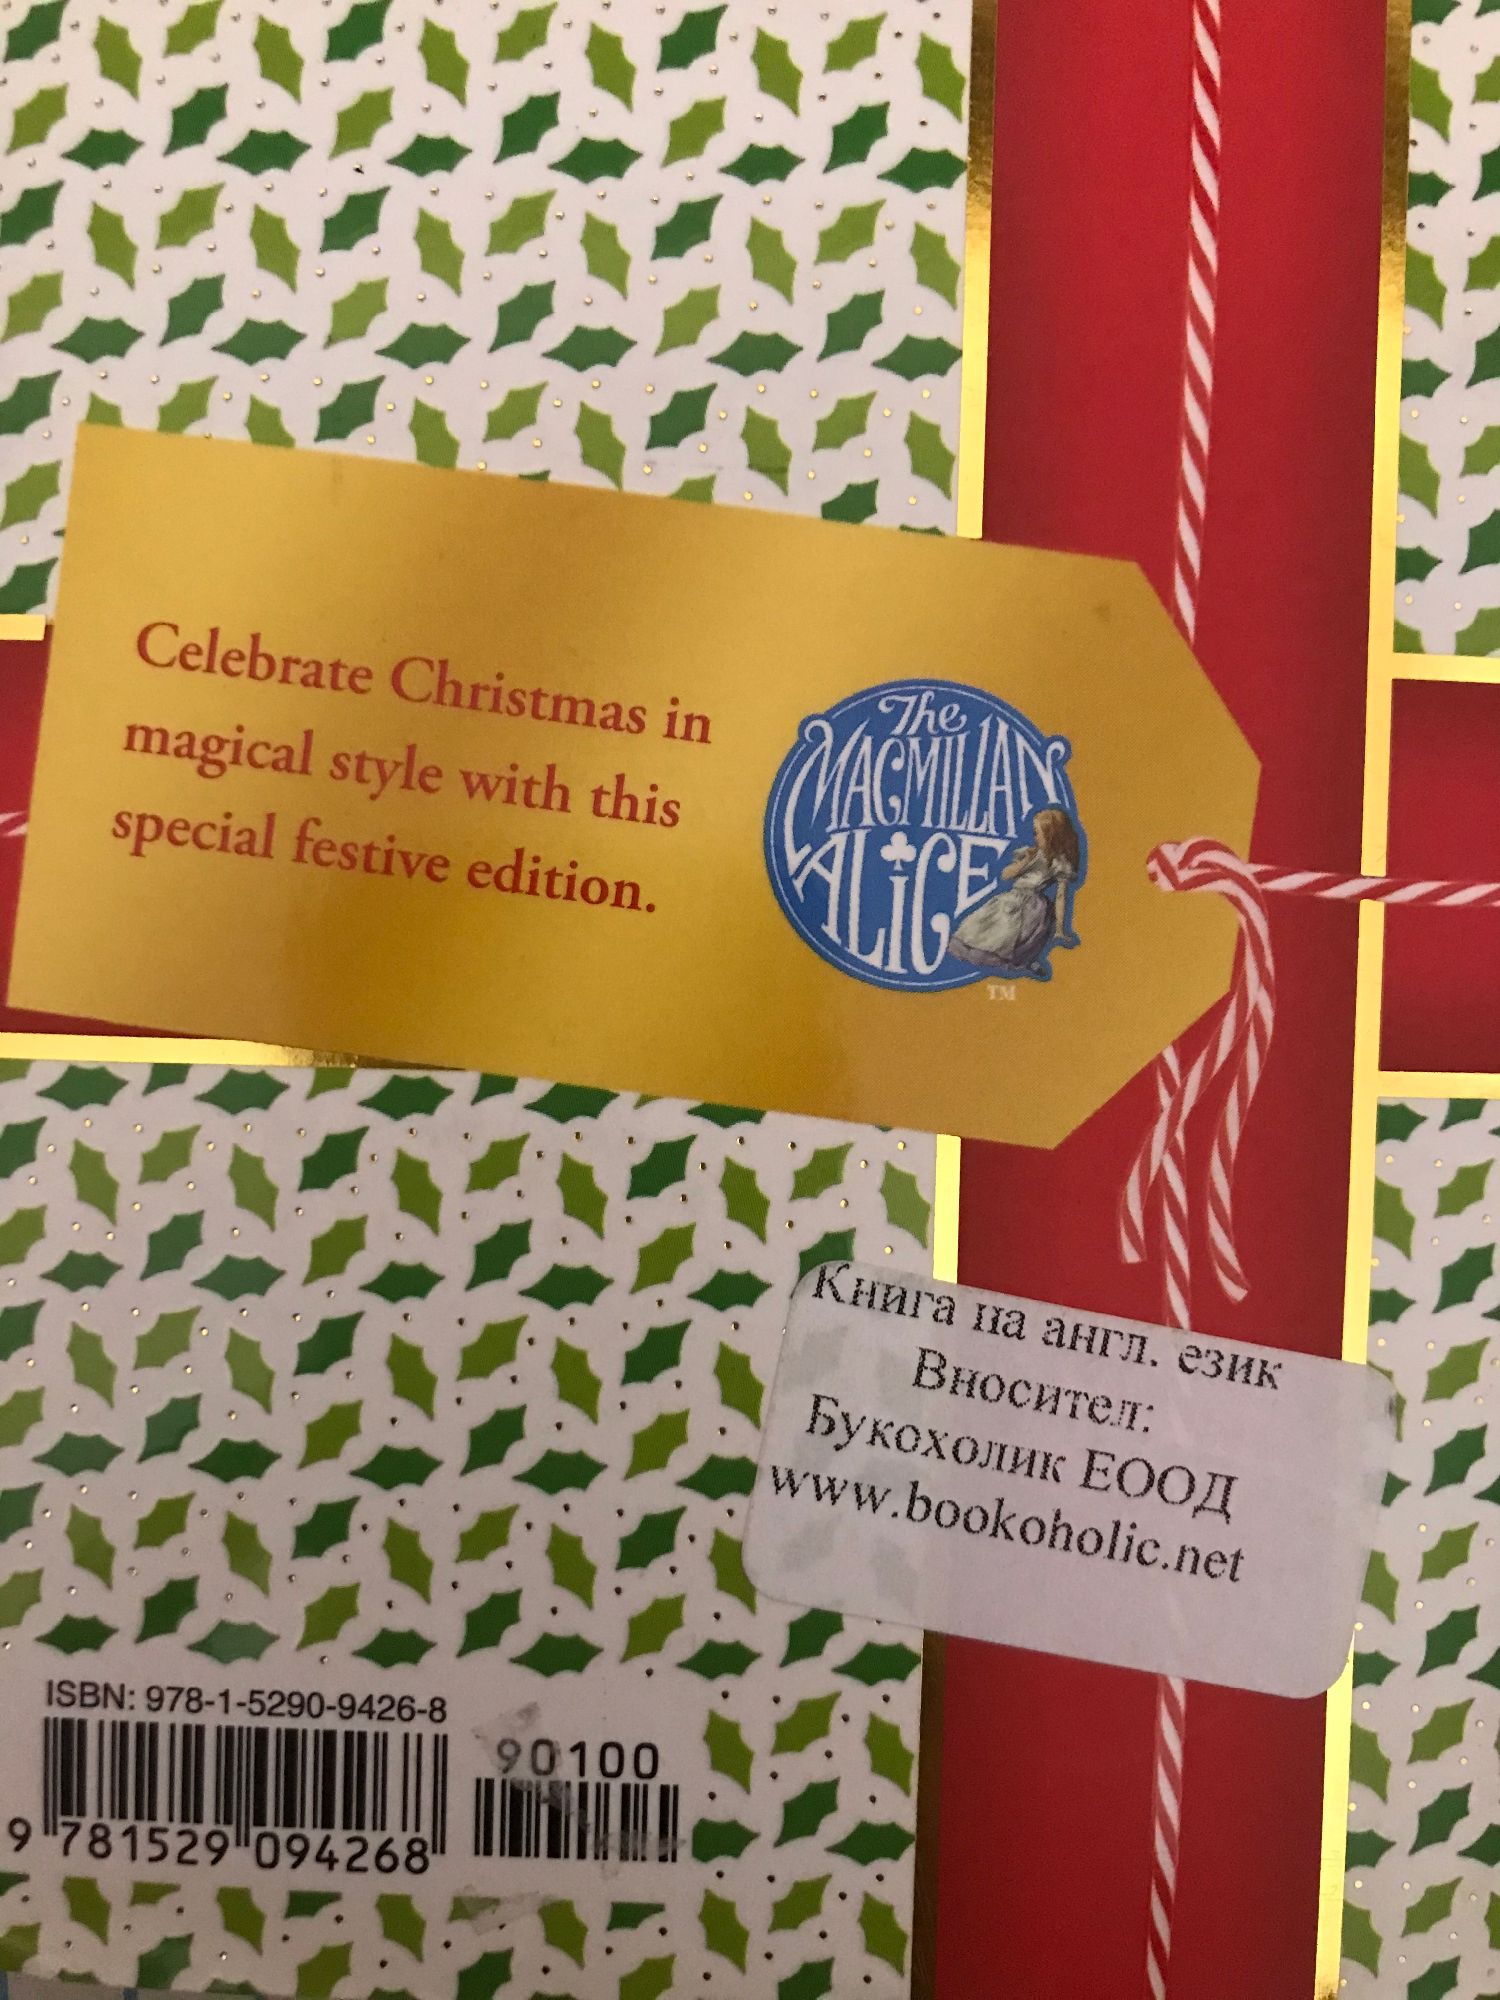 Celebrate Christmas in
magical style with this
special festive edition.
The
MACMILLAN
ALICE
TM
Книга на англ. език
Вносител:
Букохолик ЕООД
www.bookoholic.net
ISBN: 978-1-5290-9426-8
90100
9 781529 094268